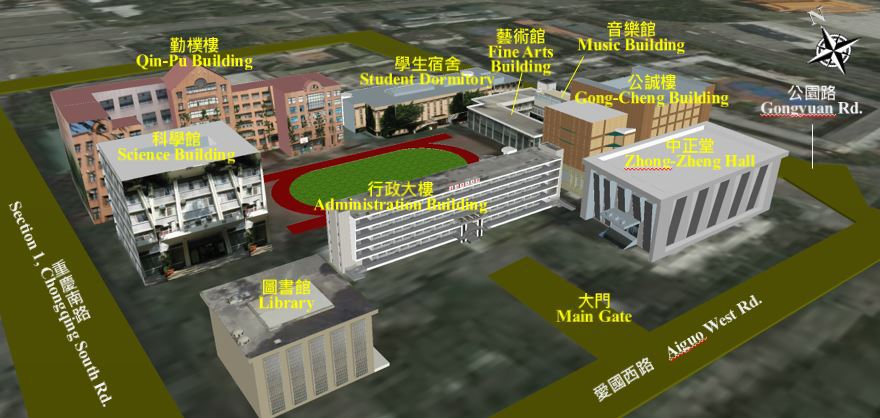 勤樸樓
Qin-Pu Building
學生宿舍
Student Dormitory
藝術館
Fine Arts
Building
音樂館
Music Building
N
公誠樓
Gong-Cheng Building
公園路
Gongyuan Rd.
科學館
Science Building
中正堂
Zhong-Zheng Hall
行政大樓
Administration Building
圖書館
Library
大門
Main Gate
重慶南路
Section 1, Chongqing South Rd.
愛國西路 Aiguo West Rd.